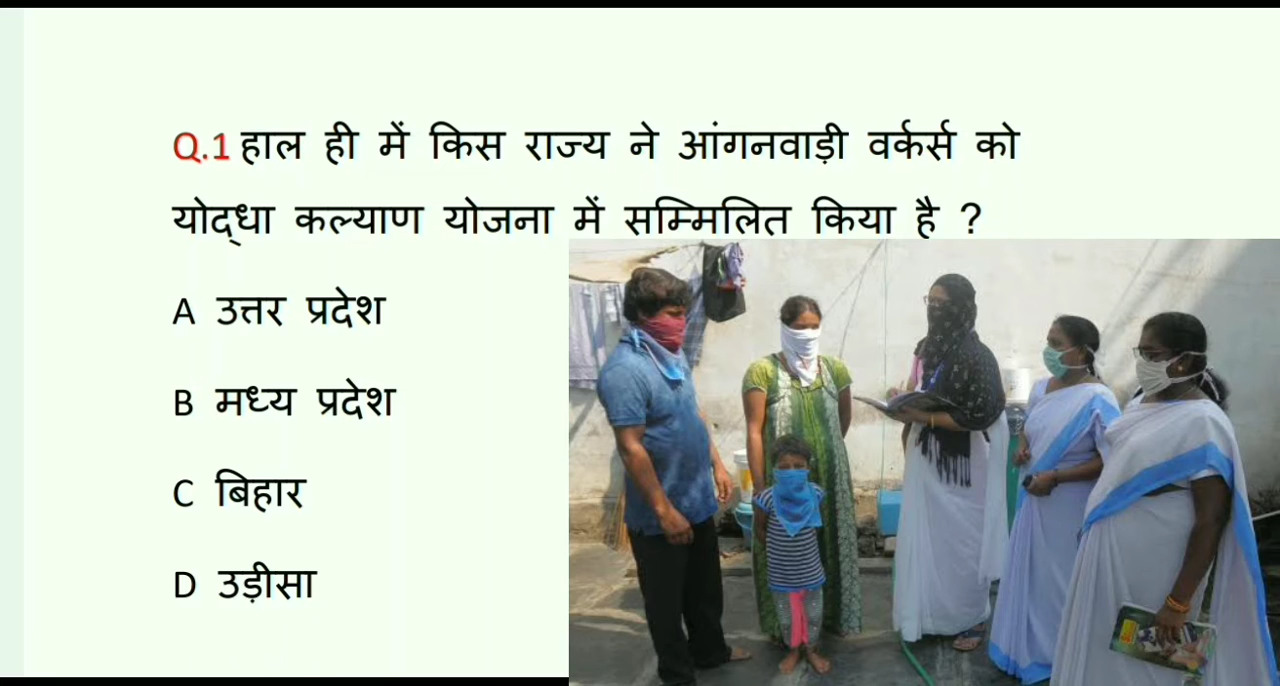 Q.1 हाल ही में किस राज्य ने आंगनवाड़ी वर्कर्स को
योद्धा कल्याण योजना में सम्मिलित किया है ?
A उत्तर प्रदेश
B मध्य प्रदेश
C बिहार
D उड़ीसा